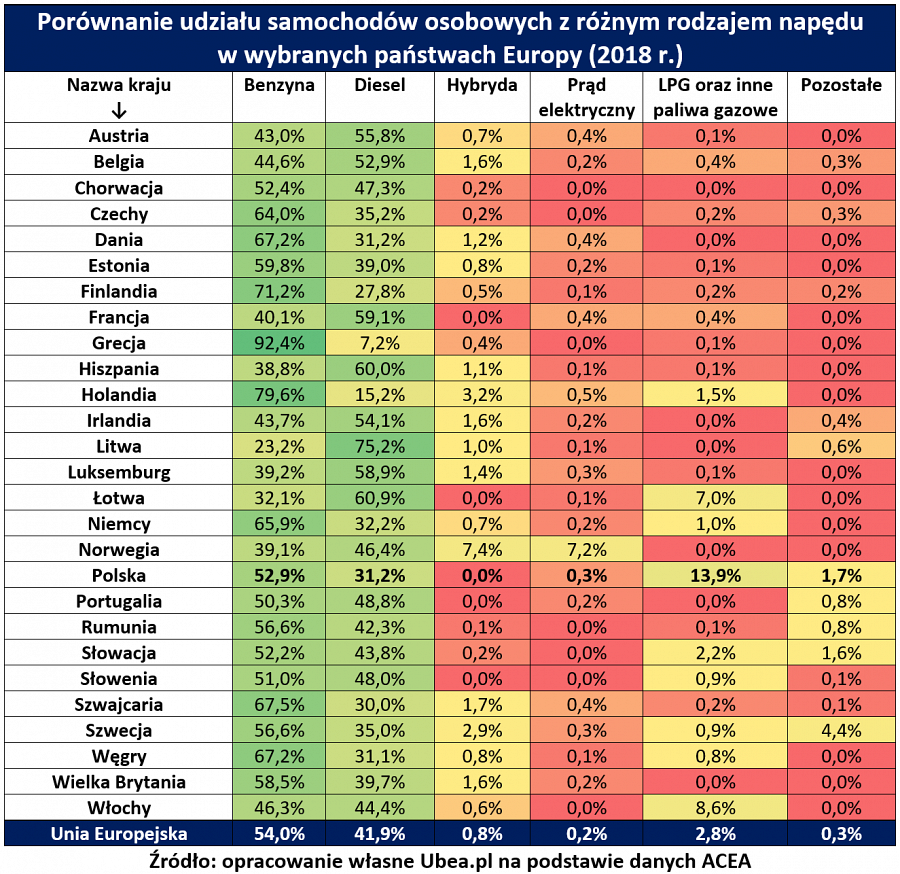 Porównanie udziału samochodów osobowych z różnym rodzajem napędu
w wybranych państwach Europy (2018 r.)
Nazwa kraju ↓ Benzyna Diesel Hybryda Prąd elektryczny LPG oraz inne paliwa gazowe Pozostałe
Austria 43,0% 55,8% 0,7% 0,4% 0,1% 0,0%
Belgia 44,6% 52,9% 1,6% 0,2% 0,4% 0,3%
Chorwacja 52,4% 47,3% 0,2% 0,0% 0,0% 0,0%
Czechy 64,0% 35,2% 0,2% 0,0% 0,2% 0,3%
Dania 67,2% 31,2% 1,2% 0,4% 0,0% 0,0%
Estonia 59,8% 39,0% 0,8% 0,2% 0,1% 0,0%
Finlandia 71,2% 27,8% 0,5% 0,1% 0,2% 0,2%
Francja 40,1% 59,1% 0,0% 0,4% 0,4% 0,0%
Grecja 92,4% 7,2% 0,4% 0,0% 0,1% 0,0%
Hiszpania 38,8% 60,0% 1,1% 0,1% 0,1% 0,0%
Holandia 79,6% 15,2% 3,2% 0,5% 1,5% 0,0%
Irlandia 43,7% 54,1% 1,6% 0,2% 0,0% 0,4%
Litwa 23,2% 75,2% 1,0% 0,1% 0,0% 0,6%
Luksemburg 39,2% 58,9% 1,4% 0,3% 0,1% 0,0%
Łotwa 32,1% 60,9% 0,0% 0,1% 7,0% 0,0%
Niemcy 65,9% 32,2% 0,7% 0,2% 1,0% 0,0%
Norwegia 39,1% 46,4% 7,4% 7,2% 0,0% 0,0%
Polska 52,9% 31,2% 0,0% 0,3% 13,9% 1,7%
Portugalia 50,3% 48,8% 0,0% 0,2% 0,0% 0,8%
Rumunia 56,6% 42,3% 0,1% 0,0% 0,1% 0,8%
Słowacja 52,2% 43,8% 0,2% 0,0% 2,2% 1,6%
Słowenia 51,0% 48,0% 0,0% 0,0% 0,9% 0,1%
Szwajcaria 67,5% 30,0% 1,7% 0,4% 0,2% 0,1%
Szwecja 56,6% 35,0% 2,9% 0,3% 0,9% 4,4%
Węgry 67,2% 31,1% 0,8% 0,1% 0,8% 0,0%
Wielka Brytania 58,5% 39,7% 1,6% 0,2% 0,0% 0,0%
Włochy 46,3% 44,4% 0,6% 0,0% 8,6% 0,0%
Unia Europejska 54,0% 41,9% 0,8% 0,2% 2,8% 0,3%
Źródło: opracowanie własne Ubea.pl na podstawie danych ACEA